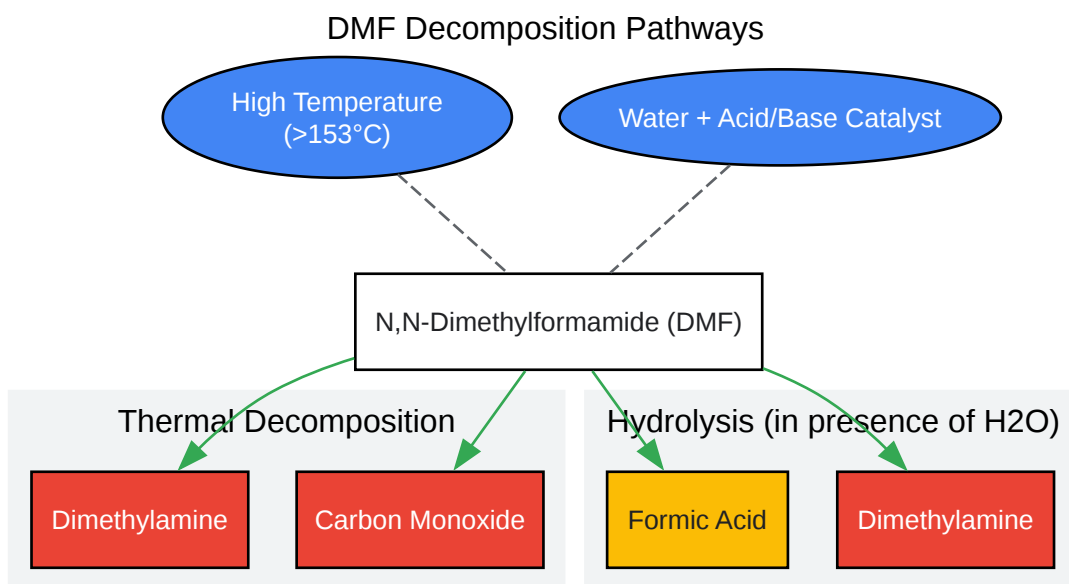 DMF Decomposition Pathways
High Temperature
(>153°C)
Water + Acid/Base Catalyst
N,N-Dimethylformamide (DMF)
Thermal Decomposition
Hydrolysis (in presence of H2O)
Dimethylamine
Carbon Monoxide
Formic Acid
Dimethylamine